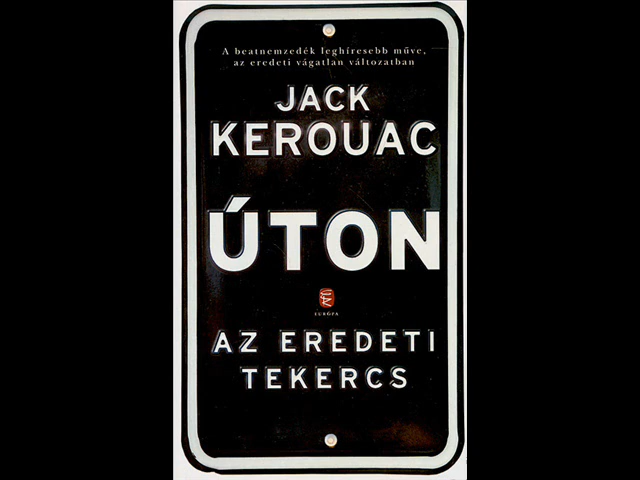 A beatnemzedék leghíresebb műve,
az eredeti vágatlan változatban
JACK
KEROUAC
ÚTON
EURÓPA
AZ EREDETI
TEKERCS